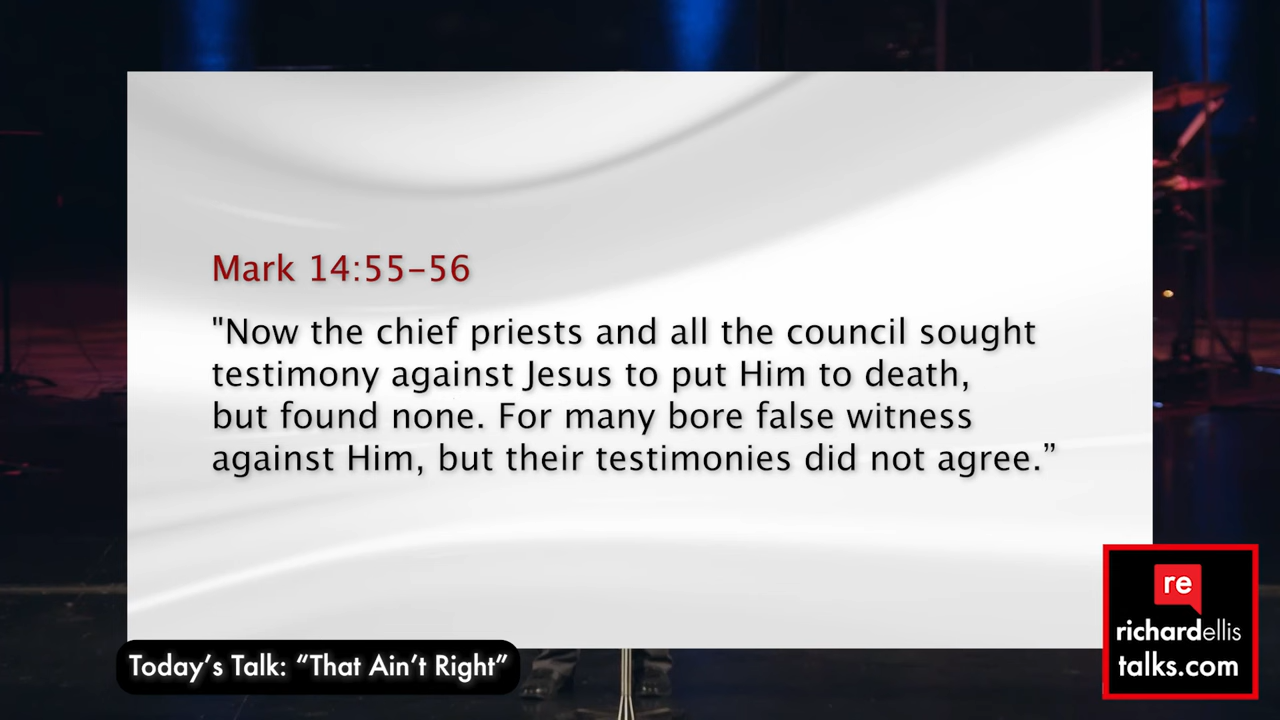 Mark 14:55–56
"Now the chief priests and all the council sought
testimony against Jesus to put Him to death,
but found none. For many bore false witness
against Him, but their testimonies did not agree.”
Today’s Talk: “That Ain’t Right”
re
richardellis
talks.com